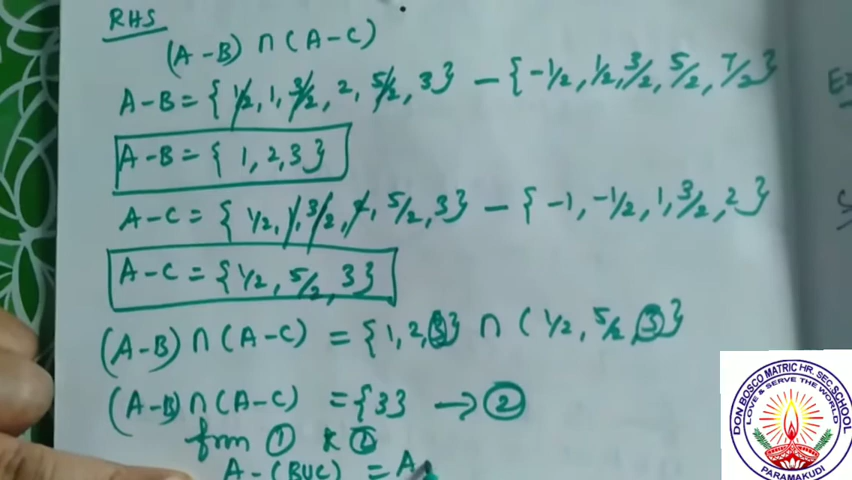 RHS
(A-B) ∩ (A-C)
A-B = { 1/2, 1, 3/2, 2, 5/2, 3 } - { -1/2, 1/2, 3/2, 5/2, 7/2 }
A-B = { 1, 2, 3 }
A-C = { 1/2, 1, 3/2, 2, 5/2, 3 } - { -1, -1/2, 1, 3/2, 2 }
A-C = { 1/2, 5/2, 3 }
(A-B) ∩ (A-C) = { 1, 2, 3 } ∩ ( 1/2, 5/2, 3 }
(A-B) ∩ (A-C) = { 3 } → ②
from ① & ②
A-(BUC) = A
DON BOSCO MATRIC HR. SEC SCHOOL
LOVE & SERVE THE WORLD
PARAMAKUDI